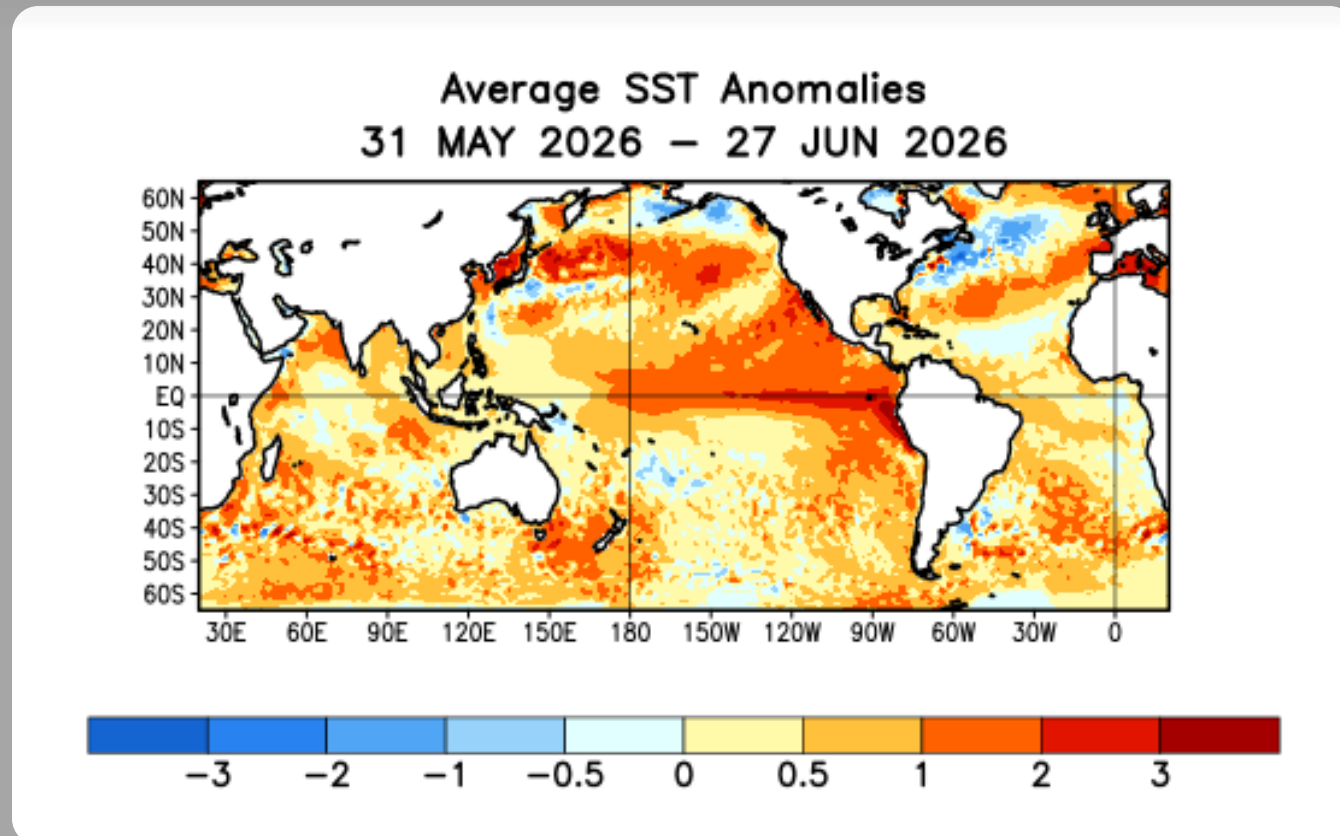 Average SST Anomalies
31 MAY 2026 – 27 JUN 2026
60N
50N
40N
30N
20N
10N
EQ
10S
20S
30S
40S
50S
60S
30E 60E 90E 120E 150E 180 150W 120W 90W 60W 30W 0
−3 −2 −1 −0.5 0 0.5 1 2 3